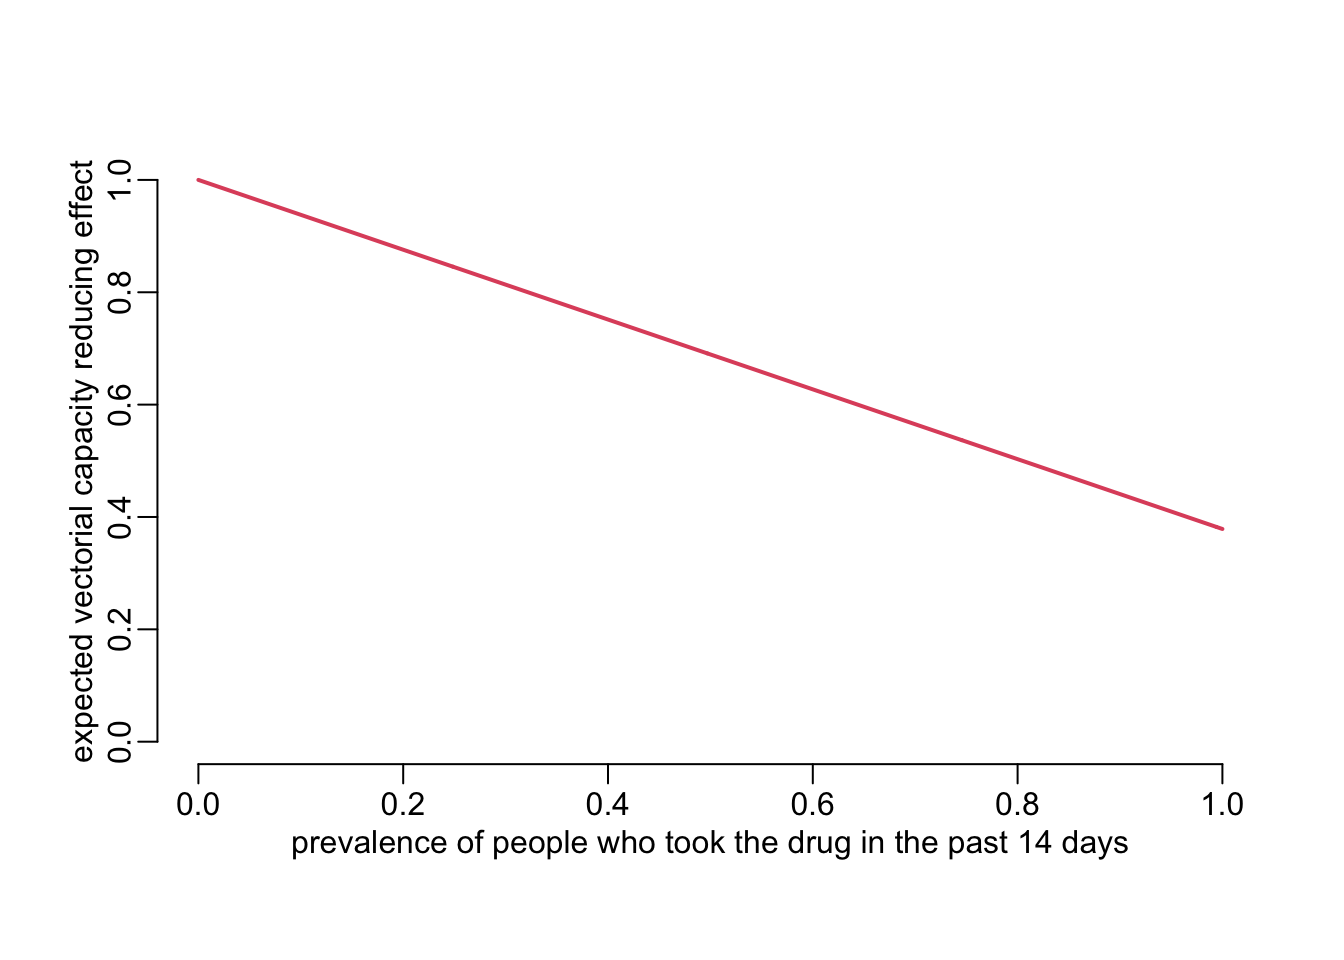 expected vectorial capacity reducing effect
1.0
0.8
0.6
0.4
0.2
0.0
0.0 0.2 0.4 0.6 0.8 1.0
prevalence of people who took the drug in the past 14 days